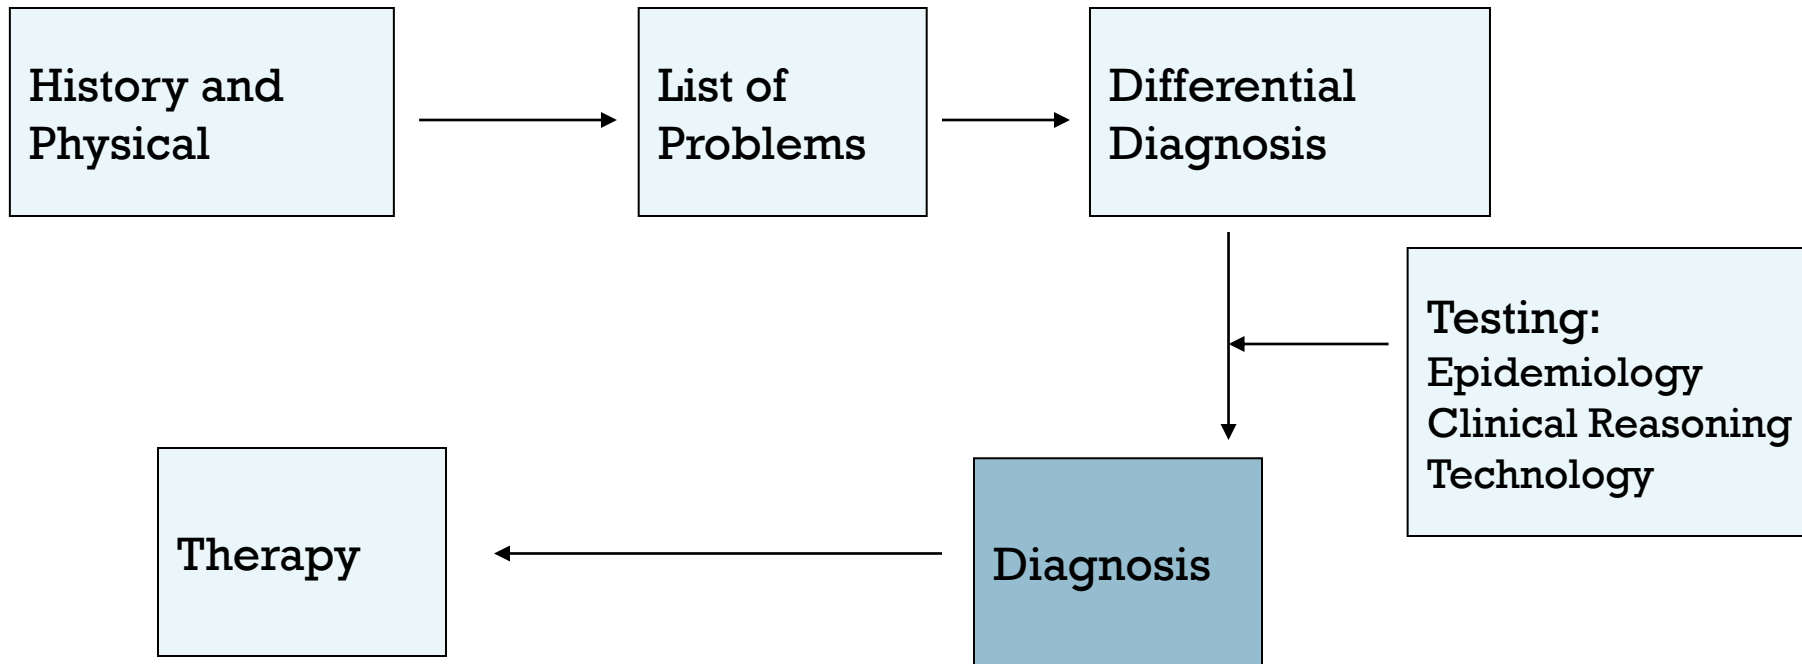 History and
Physical
List of
Problems
Differential
Diagnosis
Testing:
Epidemiology
Clinical Reasoning
Technology
Therapy
Diagnosis